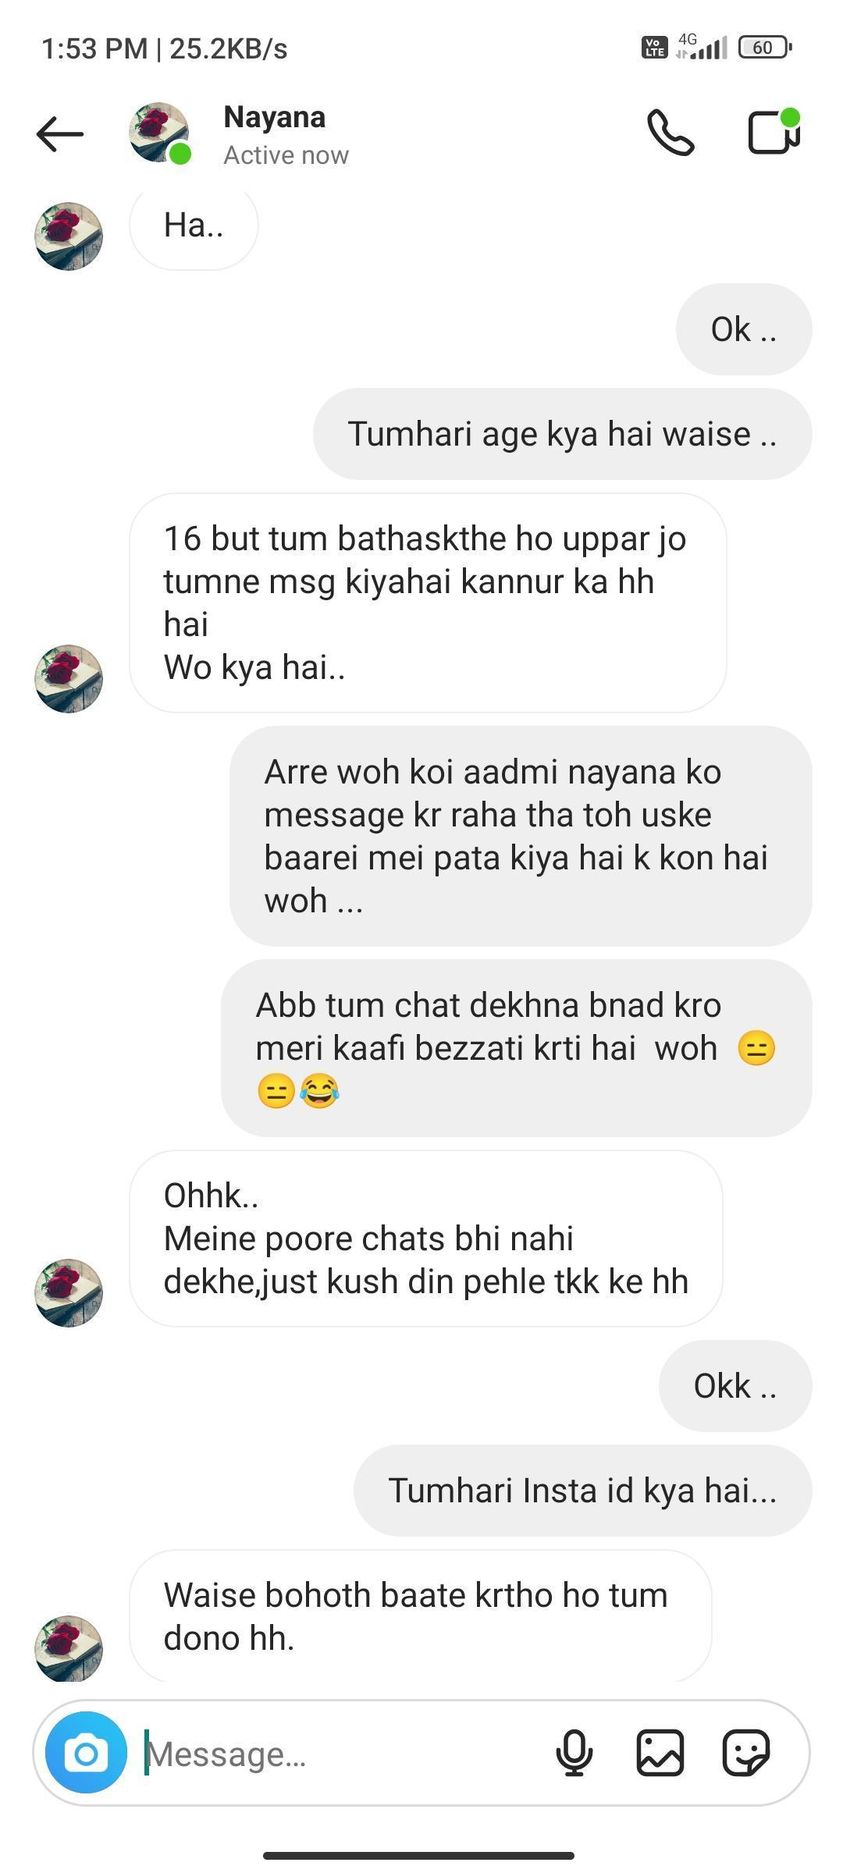 1:53 PM | 25.2KB/s
Vo LTE 4G 60
Nayana
Active now
Ha..
Ok ..
Tumhari age kya hai waise ..
16 but tum bathaskthe ho uppar jo
tumne msg kiyahai kannur ka hh
hai
Wo kya hai..
Arre woh koi aadmi nayana ko
message kr raha tha toh uske
baarei mei pata kiya hai k kon hai
woh ...
Abb tum chat dekhna bnad kro
meri kaafi bezzati krti hai woh 😑
😑😂
Ohhk..
Meine poore chats bhi nahi
dekhe,just kush din pehle tkk ke hh
Okk ..
Tumhari Insta id kya hai...
Waise bohoth baate krtho ho tum
dono hh.
Message...